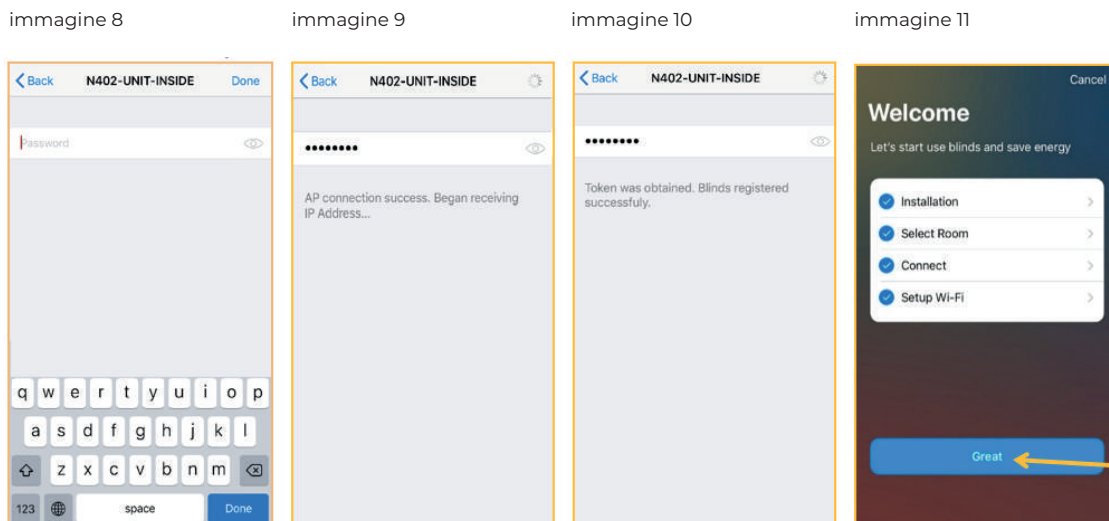 immagine 8
immagine 9
immagine 10
immagine 11
Back N402-UNIT-INSIDE Done
Password
q w e r t y u i o p
a s d f g h j k l
z x c v b n m
123 space Done
Back N402-UNIT-INSIDE
••••••••
AP connection success. Began receiving
IP Address...
Back N402-UNIT-INSIDE
••••••••
Token was obtained. Blinds registered
successfuly.
Cancel
Welcome
Let's start use blinds and save energy
Installation
Select Room
Connect
Setup Wi-Fi
Great